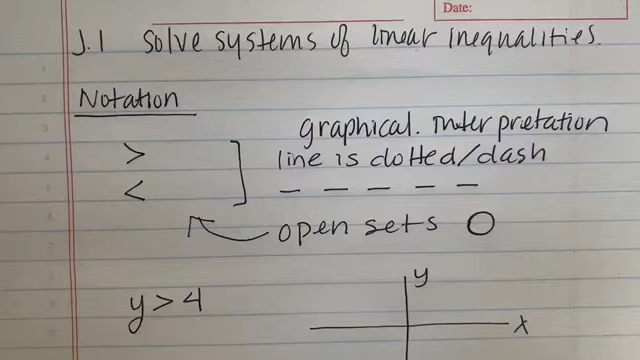 Date:
J.1 Solve systems of linear inequalities.
Notation
graphical. interpretation
> line is dotted/dash
< — — — — —
open sets O
y > 4
y
x